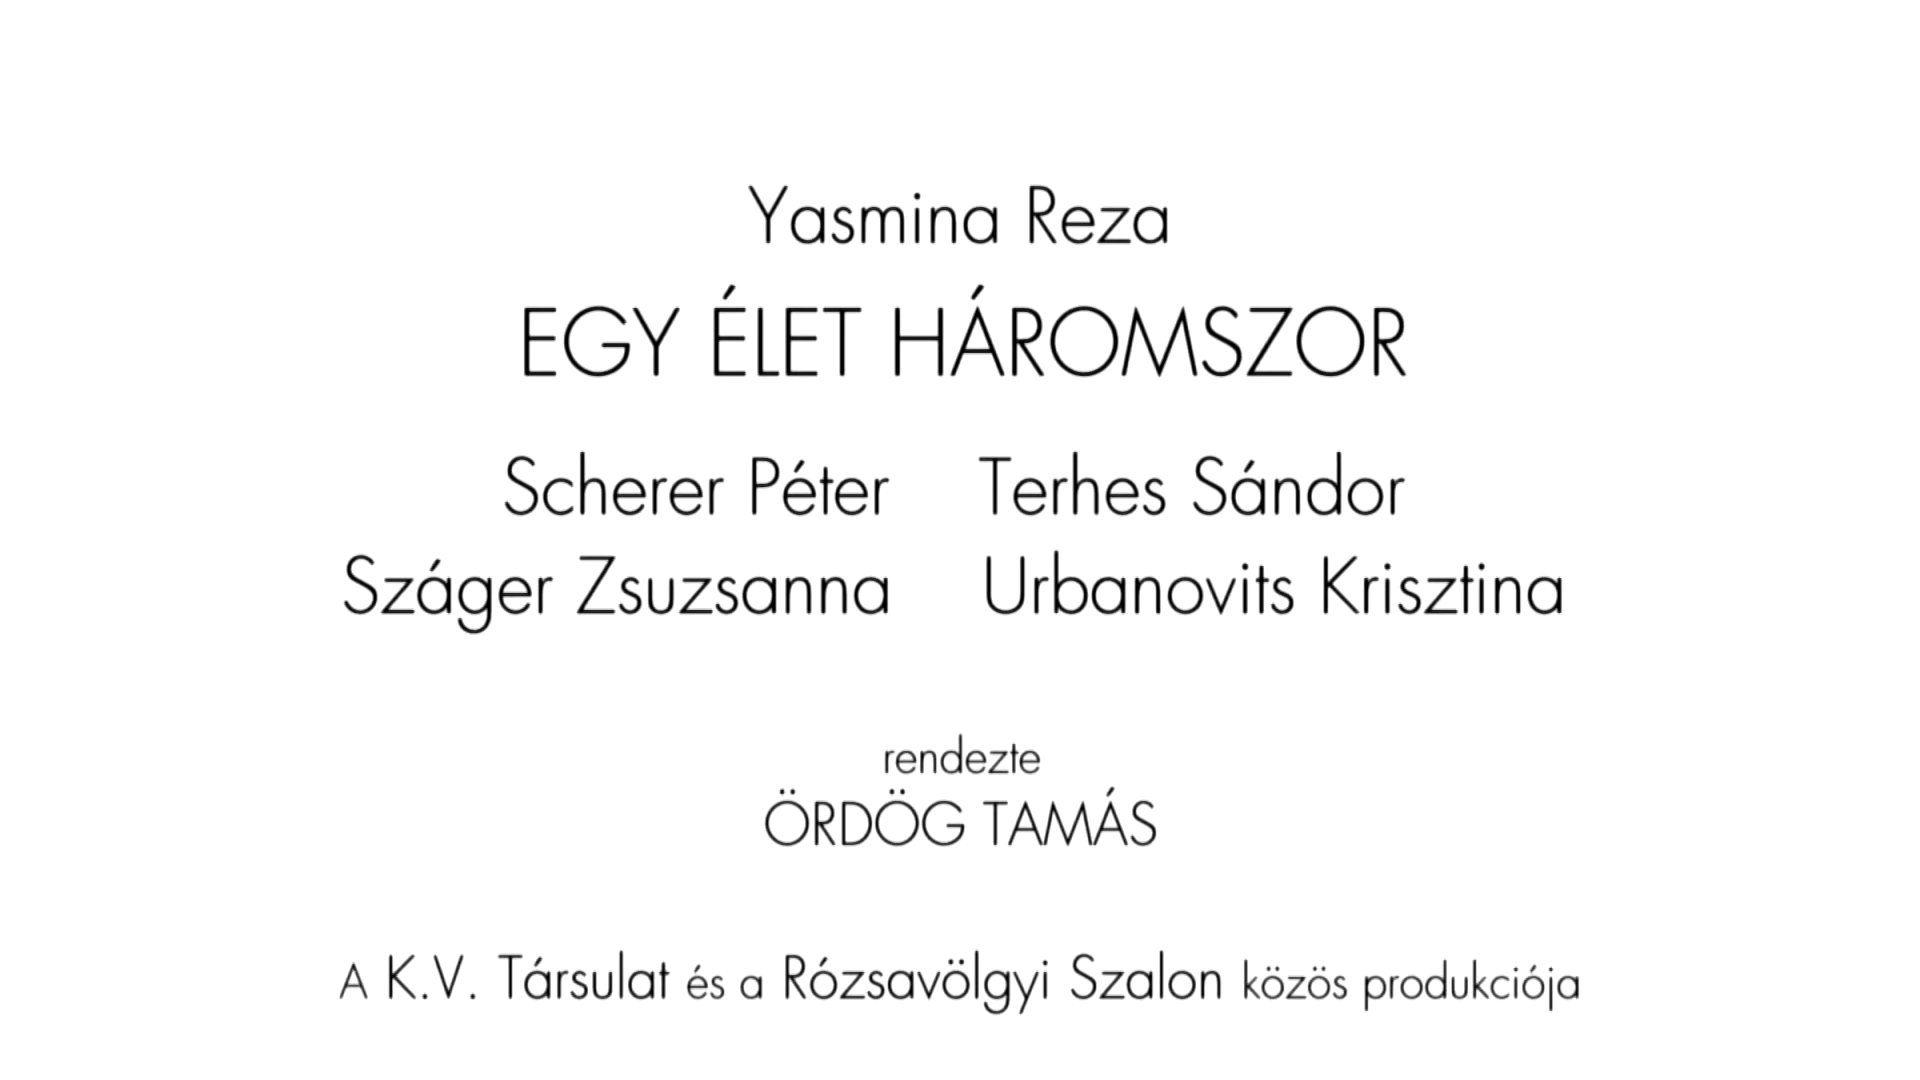 Yasmina Reza
EGY ÉLET HÁROMSZOR
Scherer Péter Terhes Sándor
Száger Zsuzsanna Urbanovits Krisztina
rendezte
ÖRDÖG TAMÁS
A K.V. Társulat és a Rózsavölgyi Szalon közös produkciója